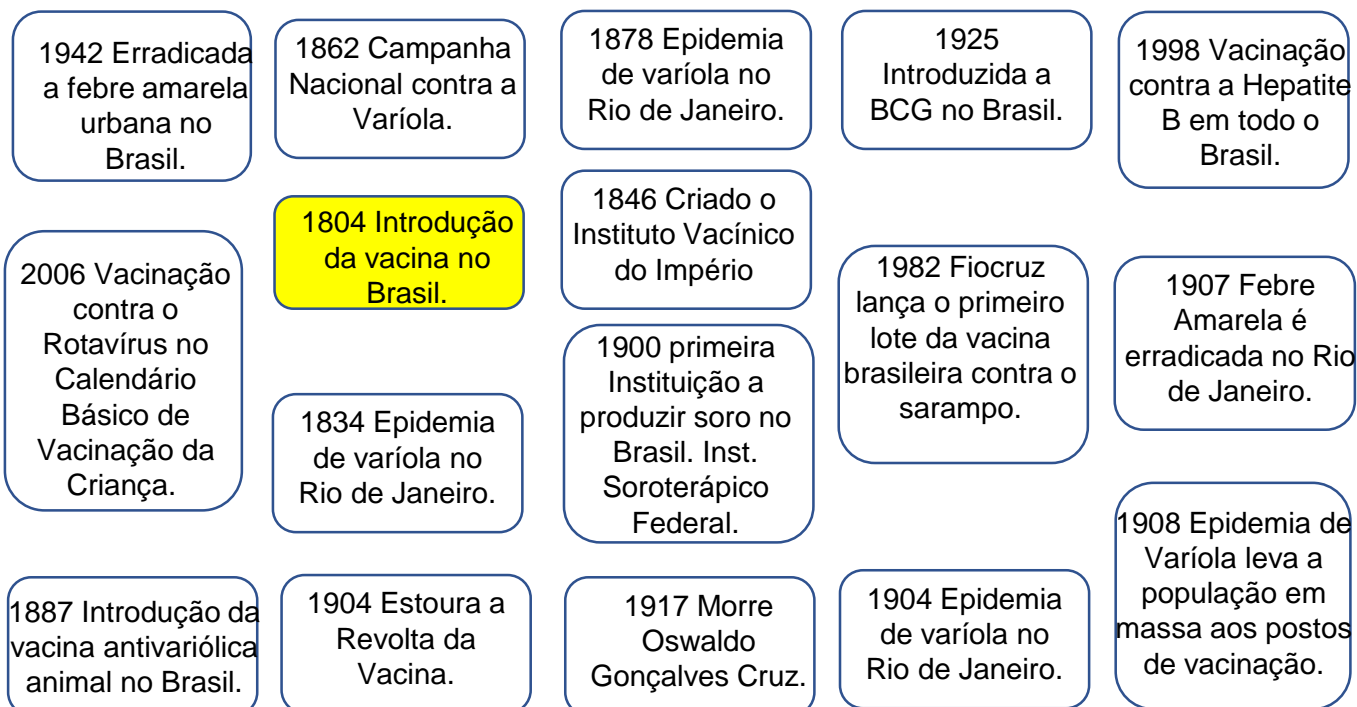 1942 Erradicada
a febre amarela
urbana no
Brasil.
1862 Campanha
Nacional contra a
Varíola.
1878 Epidemia
de varíola no
Rio de Janeiro.
1925
Introduzida a
BCG no Brasil.
1998 Vacinação
contra a Hepatite
B em todo o
Brasil.
1804 Introdução
da vacina no
Brasil.
1846 Criado o
Instituto Vacínico
do Império
2006 Vacinação
contra o
Rotavírus no
Calendário
Básico de
Vacinação da
Criança.
1982 Fiocruz
lança o primeiro
lote da vacina
brasileira contra o
sarampo.
1907 Febre
Amarela é
erradicada no Rio
de Janeiro.
1834 Epidemia
de varíola no
Rio de Janeiro.
1900 primeira
Instituição a
produzir soro no
Brasil. Inst.
Soroterápico
Federal.
1908 Epidemia de
Varíola leva a
população em
massa aos postos
de vacinação.
1887 Introdução da
vacina antivariólica
animal no Brasil.
1904 Estoura a
Revolta da
Vacina.
1917 Morre
Oswaldo
Gonçalves Cruz.
1904 Epidemia
de varíola no
Rio de Janeiro.